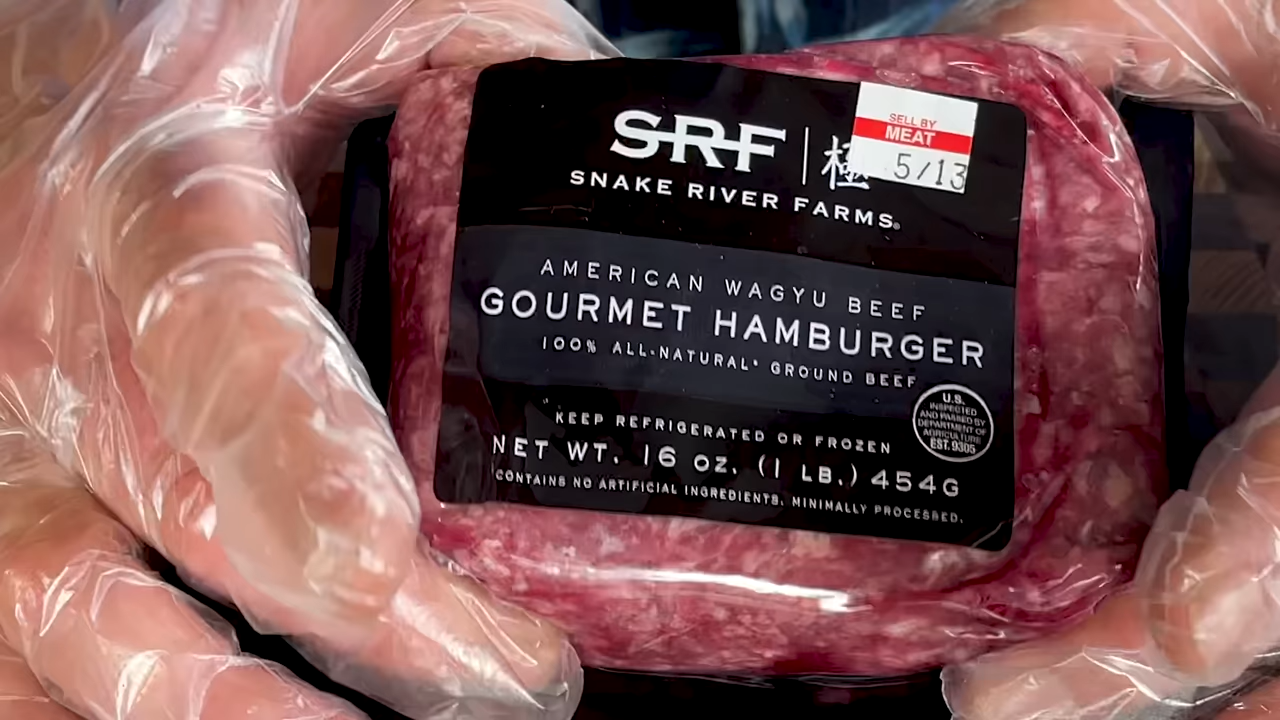 SRF | 極
SELL BY
MEAT
5/13
SNAKE RIVER FARMS®
AMERICAN WAGYU BEEF
GOURMET HAMBURGER
100% ALL-NATURAL* GROUND BEEF
U.S.
INSPECTED
AND PASSED BY
DEPARTMENT OF
AGRICULTURE
EST. 9305
KEEP REFRIGERATED OR FROZEN
NET WT. 16 OZ. (1 LB.) 454G
*CONTAINS NO ARTIFICIAL INGREDIENTS. MINIMALLY PROCESSED.